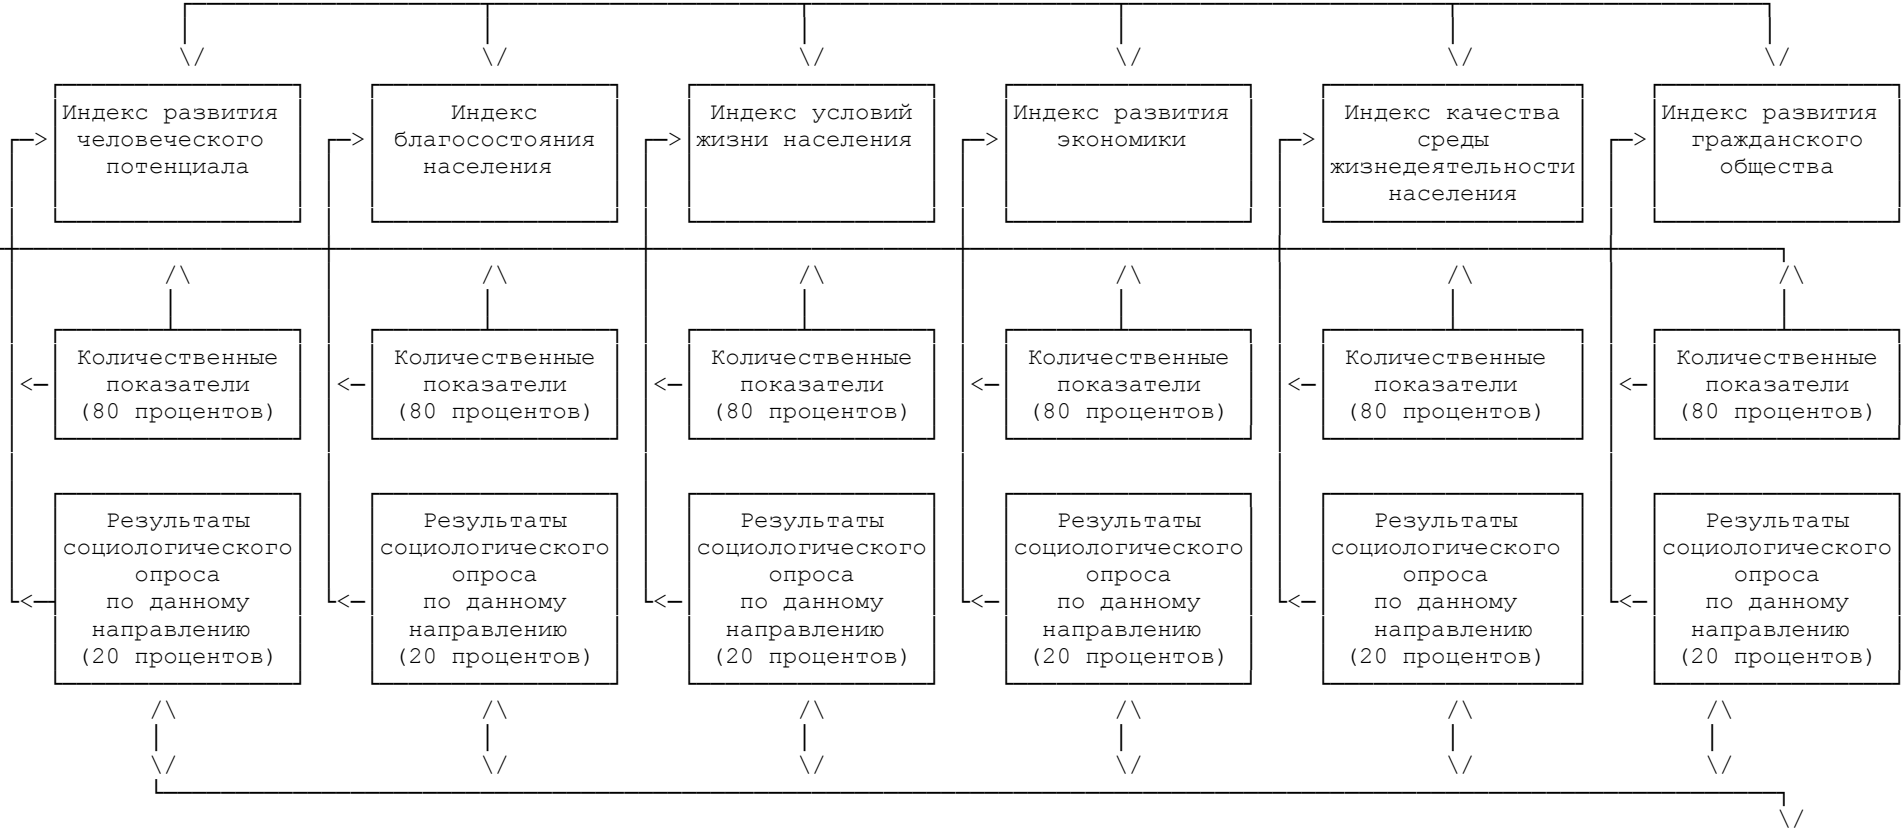 Индекс развития
человеческого
потенциала
Индекс
благосостояния
населения
Индекс условий
жизни населения
Индекс развития
экономики
Индекс качества
среды
жизнедеятельности
населения
Индекс развития
гражданского
общества
Количественные
показатели
(80 процентов)
Количественные
показатели
(80 процентов)
Количественные
показатели
(80 процентов)
Количественные
показатели
(80 процентов)
Количественные
показатели
(80 процентов)
Количественные
показатели
(80 процентов)
Результаты
социологического
опроса
по данному
направлению
(20 процентов)
Результаты
социологического
опроса
по данному
направлению
(20 процентов)
Результаты
социологического
опроса
по данному
направлению
(20 процентов)
Результаты
социологического
опроса
по данному
направлению
(20 процентов)
Результаты
социологического
опроса
по данному
направлению
(20 процентов)
Результаты
социологического
опроса
по данному
направлению
(20 процентов)